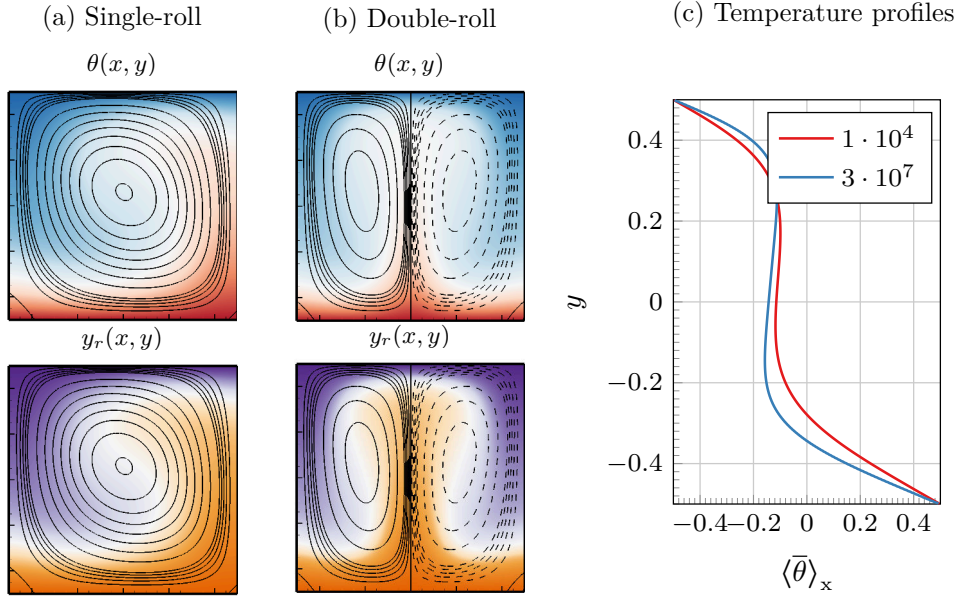 (a) Single-roll
(b) Double-roll
(c) Temperature profiles
θ(x, y)
θ(x, y)
y_r(x, y)
y_r(x, y)
1 · 10^4
3 · 10^7
0.4
0.2
0
−0.2
−0.4
y
−0.4
−0.2
0
0.2
0.4
⟨θ̅⟩_x